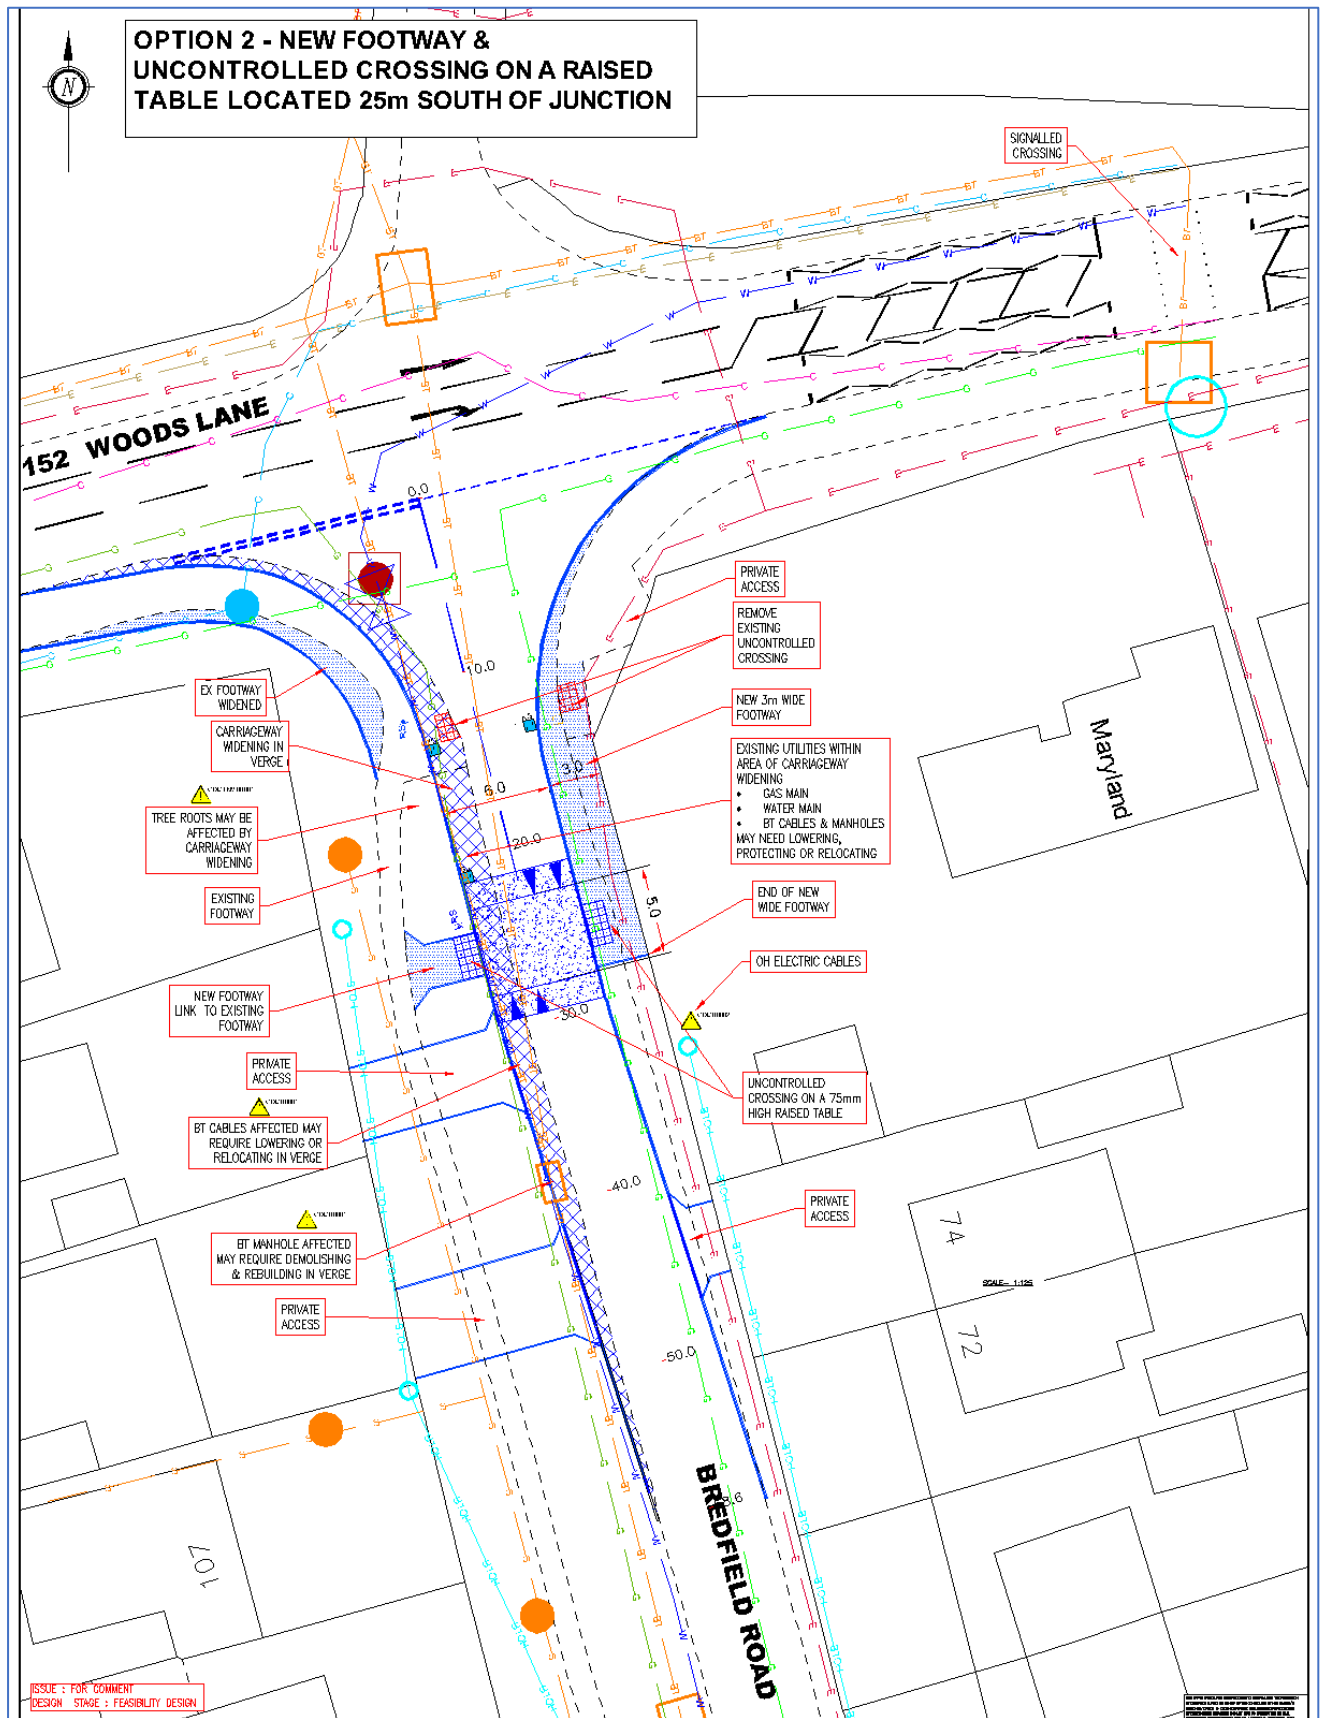 OPTION 2 - NEW FOOTWAY &
UNCONTROLLED CROSSING ON A RAISED
TABLE LOCATED 25m SOUTH OF JUNCTION
N
SIGNALLED
CROSSING
152 WOODS LANE
0.0
PRIVATE
ACCESS
REMOVE
EXISTING
UNCONTROLLED
CROSSING
10.0
EX FOOTWAY
WIDENED
NEW 3m WIDE
FOOTWAY
CARRIAGEWAY
WIDENING IN
VERGE
Maryland
EXISTING UTILITIES WITHIN
AREA OF CARRIAGEWAY
WIDENING
• GAS MAIN
• WATER MAIN
• BT CABLES & MANHOLES
MAY NEED LOWERING,
PROTECTING OR RELOCATING
3.0
6.0
20.0
TREE ROOTS MAY BE
AFFECTED BY
CARRIAGEWAY
WIDENING
EXISTING
FOOTWAY
END OF NEW
WIDE FOOTWAY
5.0
OH ELECTRIC CABLES
NEW FOOTWAY
LINK TO EXISTING
FOOTWAY
30.0
PRIVATE
ACCESS
UNCONTROLLED
CROSSING ON A 75mm
HIGH RAISED TABLE
BT CABLES AFFECTED MAY
REQUIRE LOWERING OR
RELOCATING IN VERGE
40.0
PRIVATE
ACCESS
74
BT MANHOLE AFFECTED
MAY REQUIRE DEMOLISHING
& REBUILDING IN VERGE
SCALE- 1:125
PRIVATE
ACCESS
72
50.0
BREDFIELD ROAD
107
ISSUE : FOR COMMENT
DESIGN STAGE : FEASIBILITY DESIGN